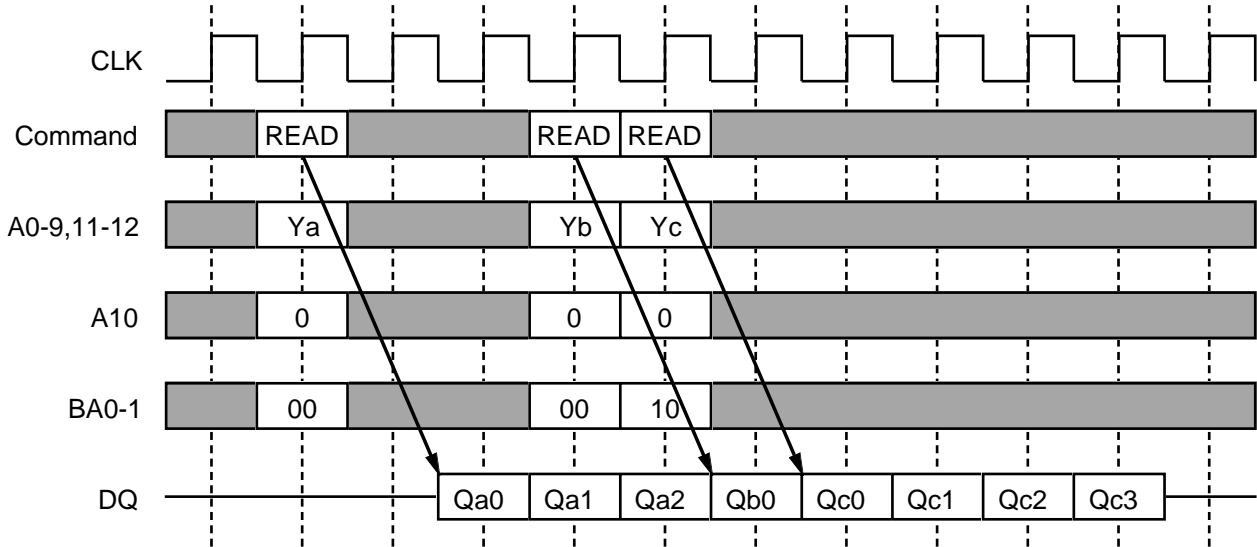 CLK
Command READ READ READ
A0-9,11-12 Ya Yb Yc
A10 0 0 0
BA0-1 00 00 10
DQ Qa0 Qa1 Qa2 Qb0 Qc0 Qc1 Qc2 Qc3